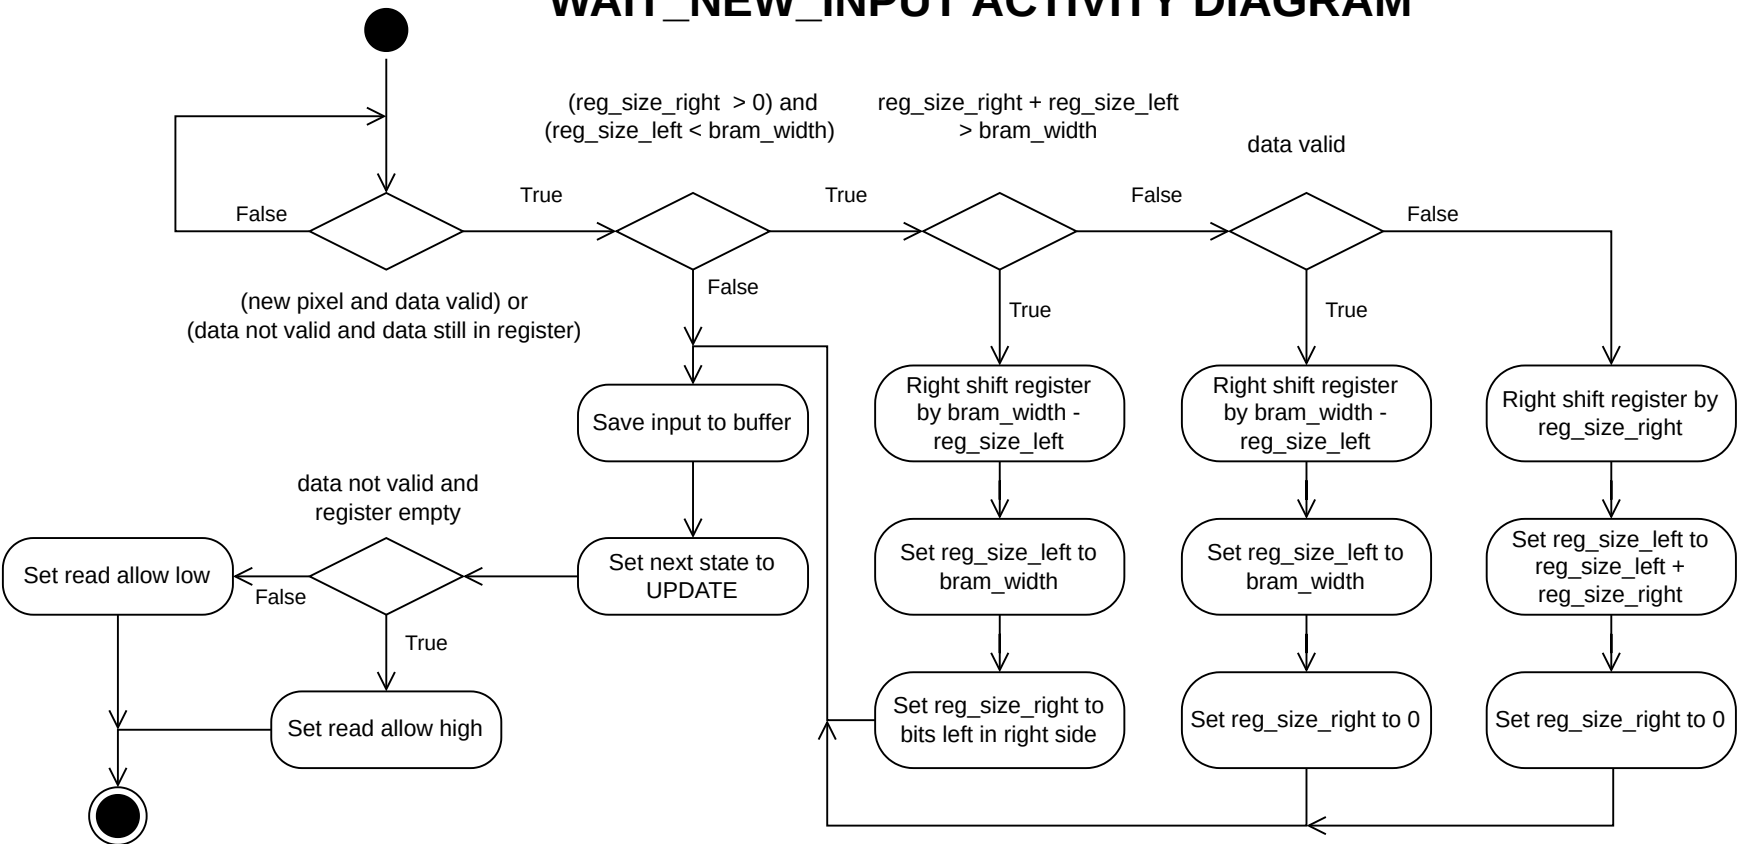 WAIT_NEW_INPUT ACTIVITY DIAGRAM
(reg_size_right  > 0) and
(reg_size_left < bram_width)
reg_size_right + reg_size_left
> bram_width
data valid
True
True
False
False
False
(new pixel and data valid) or
(data not valid and data still in register)
False
True
True
Right shift register
by bram_width -
reg_size_left
Right shift register
by bram_width -
reg_size_left
Right shift register by
reg_size_right
Save input to buffer
data not valid and
register empty
Set read allow low
False
True
Set next state to
UPDATE
Set reg_size_left to
bram_width
Set reg_size_left to
bram_width
Set reg_size_left to
reg_size_left +
reg_size_right
Set read allow high
Set reg_size_right to
bits left in right side
Set reg_size_right to 0
Set reg_size_right to 0